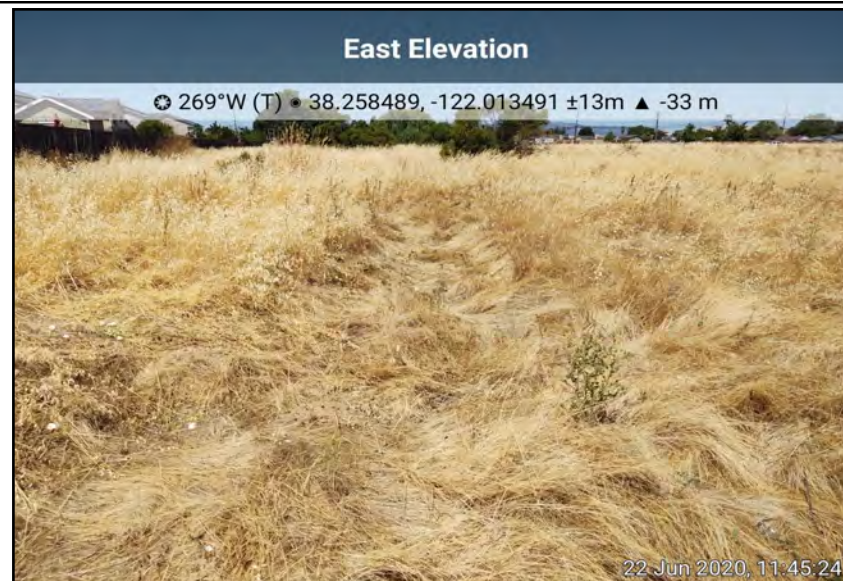 East Elevation
269°W (T) ● 38.258489, -122.013491 ±13m ▲ -33 m
22 Jun 2020, 11:45:24